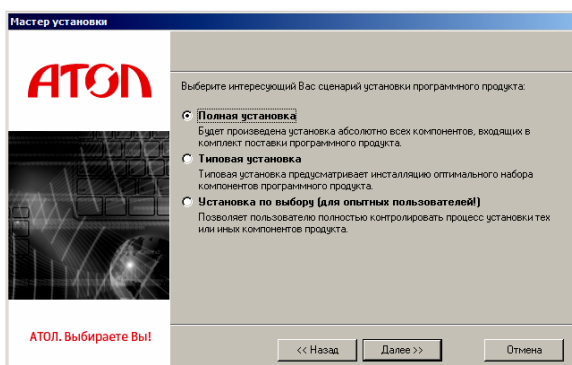 Мастер установки
АТОЛ
Выберите интересующий Вас сценарий установки программного продукта:
Полная установка
Будет произведена установка абсолютно всех компонентов, входящих в
комплект поставки программного продукта.
Типовая установка
Типовая установка предусматривает инсталляцию оптимального набора
компонентов программного продукта.
Установка по выбору (для опытных пользователей!)
Позволяет пользователю полностью контролировать процесс установки тех
или иных компонентов продукта.
АТОЛ. Выбираете Вы!
<< Назад
Далее >>
Отмена